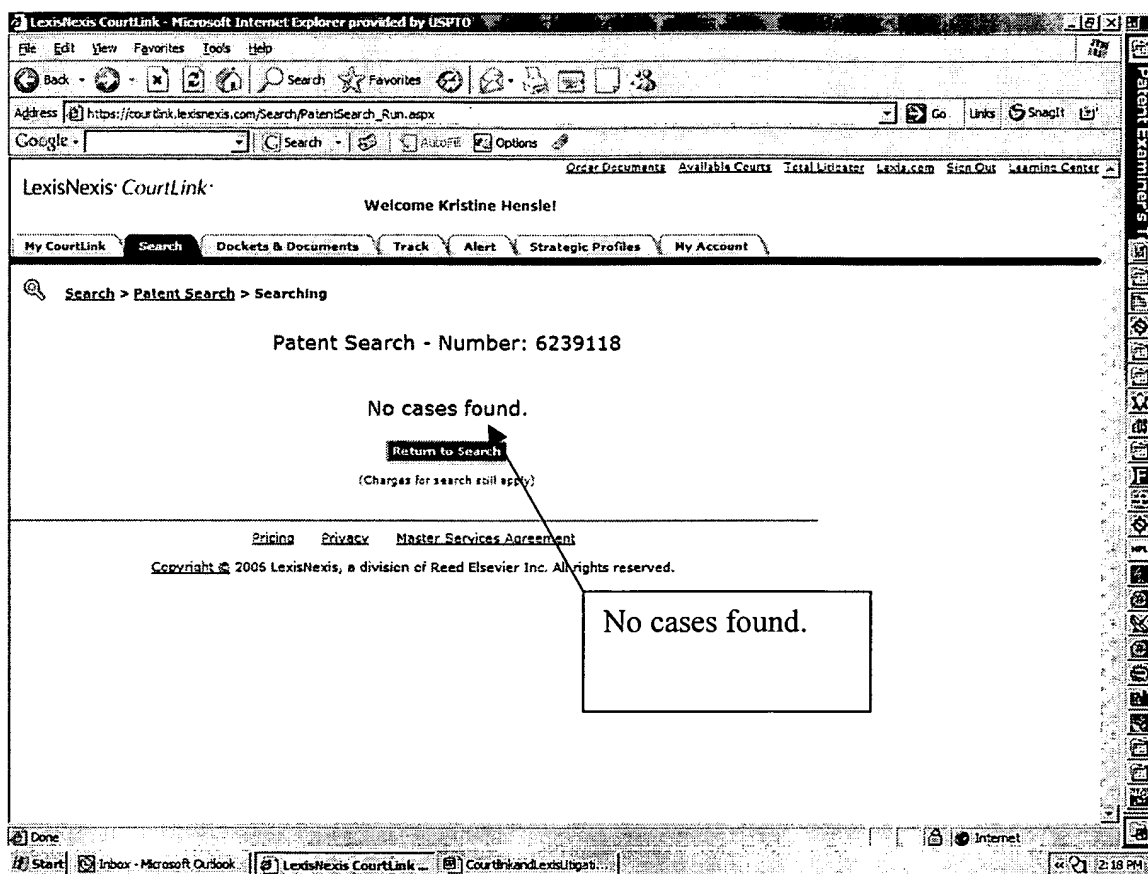 LexisNexis CourtLink - Microsoft Internet Explorer provided by USPTO
File Edit View Favorites Tools Help
Back Search Favorites
Address https://courtlink.lexisnexis.com/Search/PatentSearch_Run.aspx Go Links SnagIt
Google Search AutoFill Options
Order Documents Available Courts Total Litigator Lexis.com Sign Out Learning Center
LexisNexis CourtLink
Welcome Kristine Hensle!
My CourtLink Search Dockets & Documents Track Alert Strategic Profiles My Account
Search > Patent Search > Searching
Patent Search - Number: 6239118
No cases found.
Return to Search
(Charges for search still apply)
Pricing Privacy Master Services Agreement
Copyright © 2006 LexisNexis, a division of Reed Elsevier Inc. All rights reserved.
No cases found.
Done Internet
Start Inbox - Microsoft Outlook LexisNexis CourtLink ... CourtlinkandLexisLitigati... 2:18 PM
Patent Examiner's